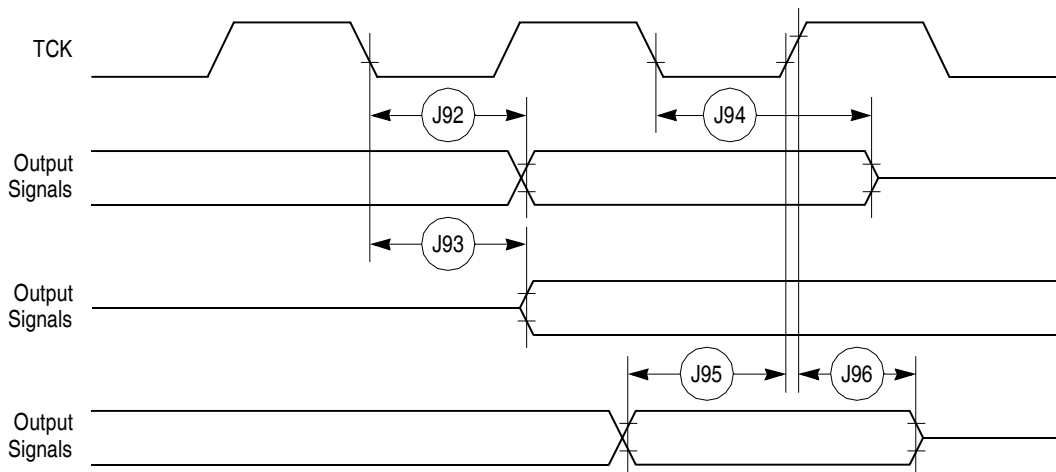 TCK
J92
J94
Output
Signals
J93
Output
Signals
J95
J96
Output
Signals